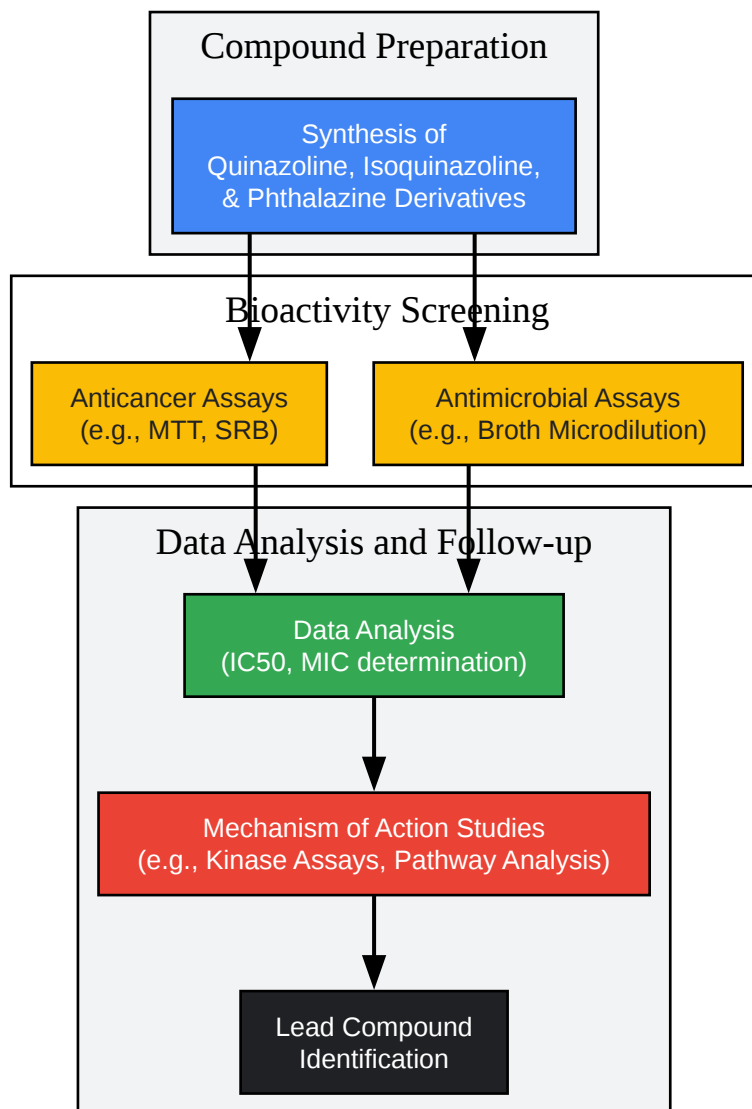 Compound Preparation
Synthesis of
Quinazoline, Isoquinazoline,
& Phthalazine Derivatives
Bioactivity Screening
Anticancer Assays
(e.g., MTT, SRB)
Antimicrobial Assays
(e.g., Broth Microdilution)
Data Analysis and Follow-up
Data Analysis
(IC50, MIC determination)
Mechanism of Action Studies
(e.g., Kinase Assays, Pathway Analysis)
Lead Compound
Identification